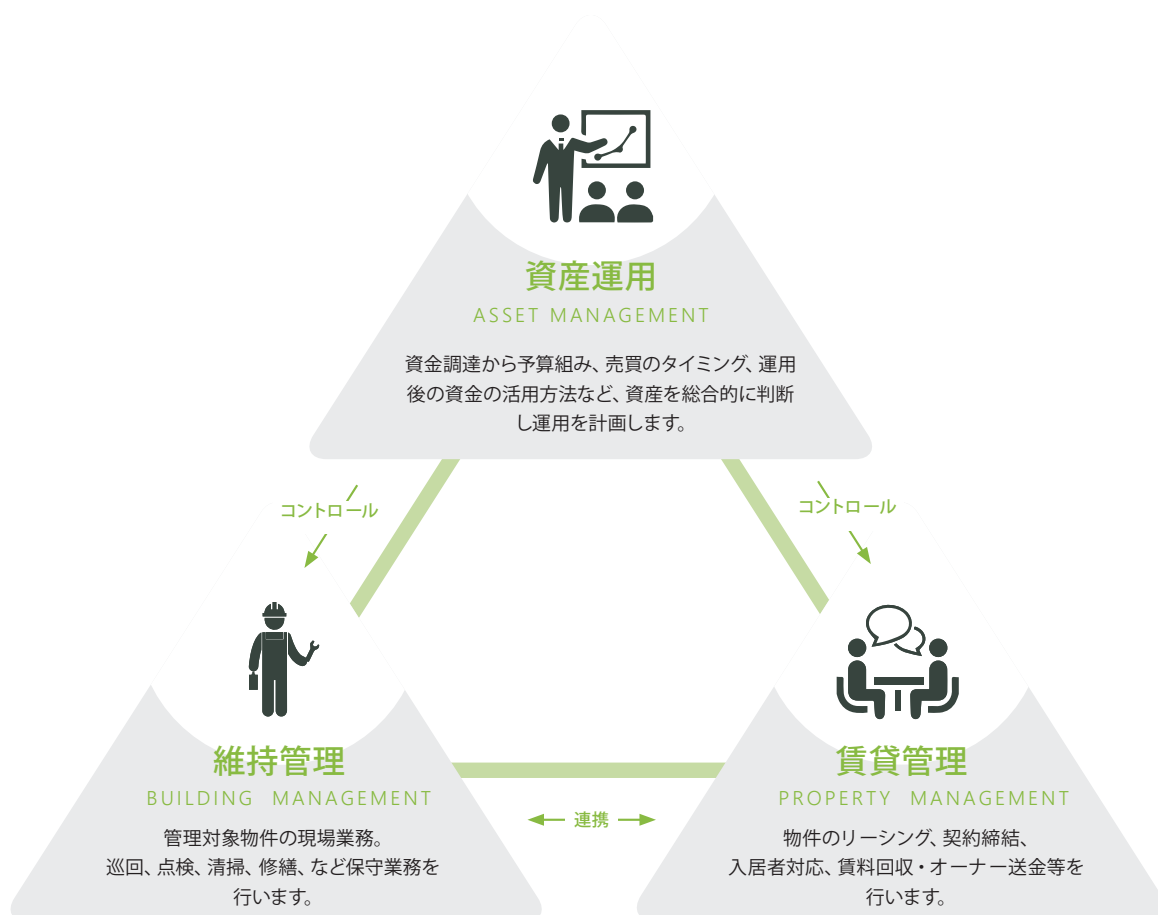 資産運用
ASSET MANAGEMENT
資金調達から予算組み、売買のタイミング、運用
後の資金の活用方法など、資産を総合的に判断
し運用を計画します。
コントロール
コントロール
維持管理
BUILDING MANAGEMENT
管理対象物件の現場業務。
巡回、点検、清掃、修繕、など保守業務を
行います。
連携
賃貸管理
PROPERTY MANAGEMENT
物件のリーシング、契約締結、
入居者対応、賃料回収・オーナー送金等を
行います。